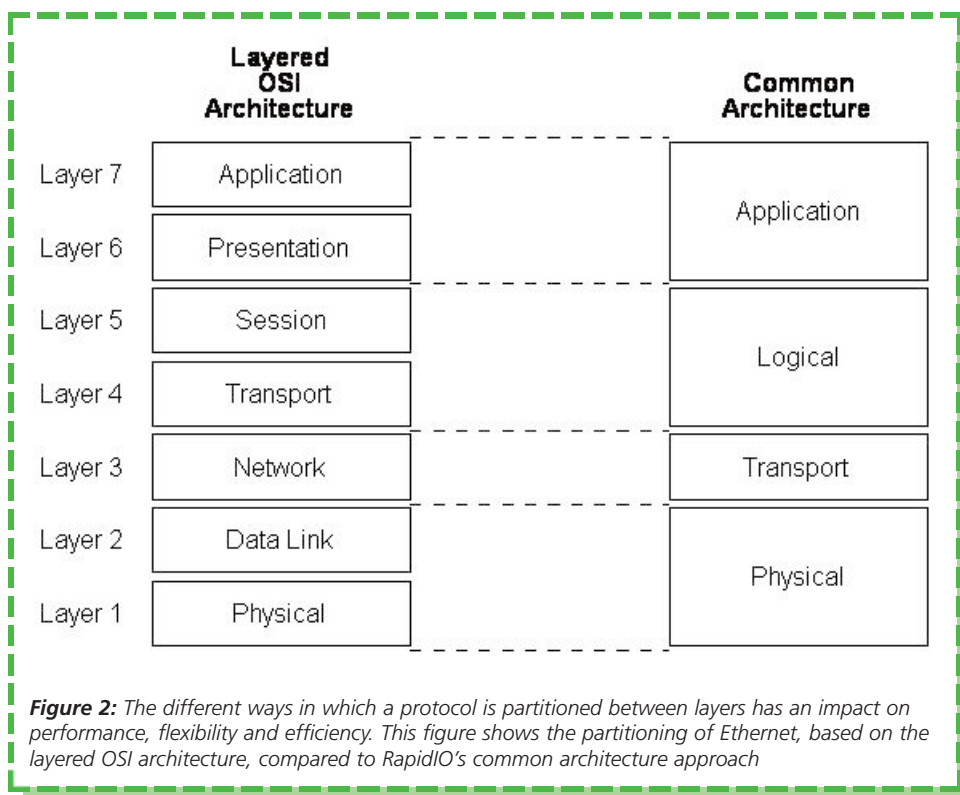 Layered
OSI
Architecture
Common
Architecture
Layer 7
Application
Layer 6
Presentation
Application
Layer 5
Session
Layer 4
Transport
Logical
Layer 3
Network
Transport
Layer 2
Data Link
Layer 1
Physical
Physical
Figure 2: The different ways in which a protocol is partitioned between layers has an impact on
performance, flexibility and efficiency. This figure shows the partitioning of Ethernet, based on the
layered OSI architecture, compared to RapidIO's common architecture approach